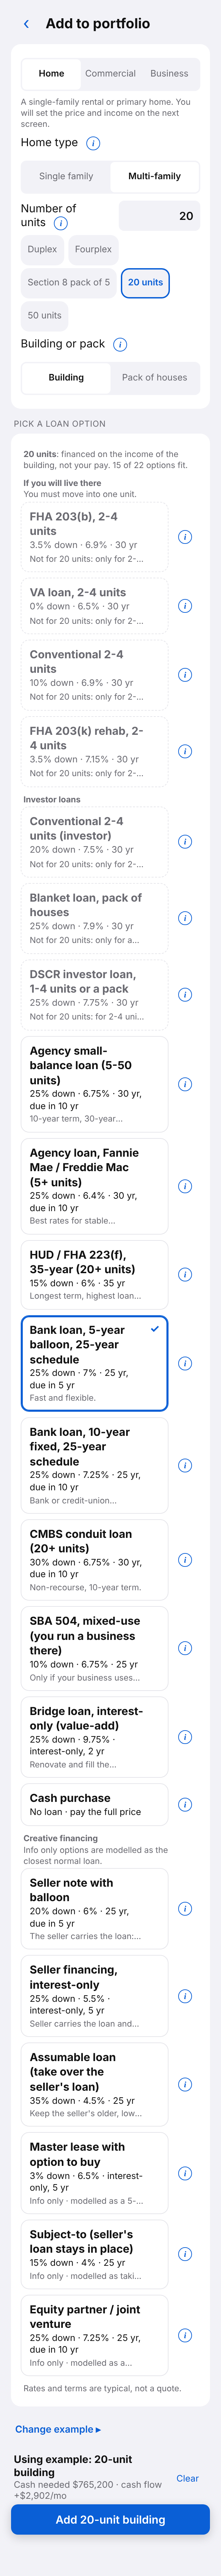 Add to portfolio
Home Commercial Business
A single-family rental or primary home. You
will set the price and income on the next
screen.
Home type
Single family Multi-family
Number of
units
20
Duplex Fourplex
Section 8 pack of 5 20 units
50 units
Building or pack
Building Pack of houses
PICK A LOAN OPTION
20 units: financed on the income of the
building, not your pay. 15 of 22 options fit.
If you will live there
You must move into one unit.
FHA 203(b), 2-4
units
3.5% down · 6.9% · 30 yr
Not for 20 units: only for 2-...
VA loan, 2-4 units
0% down · 6.5% · 30 yr
Not for 20 units: only for 2-...
Conventional 2-4
units
10% down · 6.9% · 30 yr
Not for 20 units: only for 2-...
FHA 203(k) rehab, 2-
4 units
3.5% down · 7.15% · 30 yr
Not for 20 units: only for 2-...
Investor loans
Conventional 2-4
units (investor)
20% down · 7.5% · 30 yr
Not for 20 units: only for 2-...
Blanket loan, pack of
houses
25% down · 7.9% · 30 yr
Not for 20 units: only for a...
DSCR investor loan,
1-4 units or a pack
25% down · 7.75% · 30 yr
Not for 20 units: for 2-4 uni...
Agency small-
balance loan (5-50
units)
25% down · 6.75% · 30 yr,
due in 10 yr
10-year term, 30-year...
Agency loan, Fannie
Mae / Freddie Mac
(5+ units)
25% down · 6.4% · 30 yr,
due in 10 yr
Best rates for stable...
HUD / FHA 223(f),
35-year (20+ units)
15% down · 6% · 35 yr
Longest term, highest loan...
Bank loan, 5-year
balloon, 25-year
schedule
25% down · 7% · 25 yr,
due in 5 yr
Fast and flexible.
Bank loan, 10-year
fixed, 25-year
schedule
25% down · 7.25% · 25 yr,
due in 10 yr
Bank or credit-union...
CMBS conduit loan
(20+ units)
30% down · 6.75% · 30 yr,
due in 10 yr
Non-recourse, 10-year term.
SBA 504, mixed-use
(you run a business
there)
10% down · 6.75% · 25 yr
Only if your business uses...
Bridge loan, interest-
only (value-add)
25% down · 9.75% ·
interest-only, 2 yr
Renovate and fill the...
Cash purchase
No loan · pay the full price
Creative financing
Info only options are modelled as the
closest normal loan.
Seller note with
balloon
20% down · 6% · 25 yr,
due in 5 yr
The seller carries the loan:...
Seller financing,
interest-only
25% down · 5.5% ·
interest-only, 5 yr
Seller carries the loan and...
Assumable loan
(take over the
seller's loan)
35% down · 4.5% · 25 yr
Keep the seller's older, low...
Master lease with
option to buy
3% down · 6.5% · interest-
only, 5 yr
Info only · modelled as a 5-...
Subject-to (seller's
loan stays in place)
15% down · 4% · 25 yr
Info only · modelled as taki...
Equity partner / joint
venture
25% down · 7.25% · 25 yr,
due in 10 yr
Info only · modelled as a...
Rates and terms are typical, not a quote.
Change example ▸
Using example: 20-unit
building
Cash needed $765,200 · cash flow
+$2,902/mo
Clear
Add 20-unit building